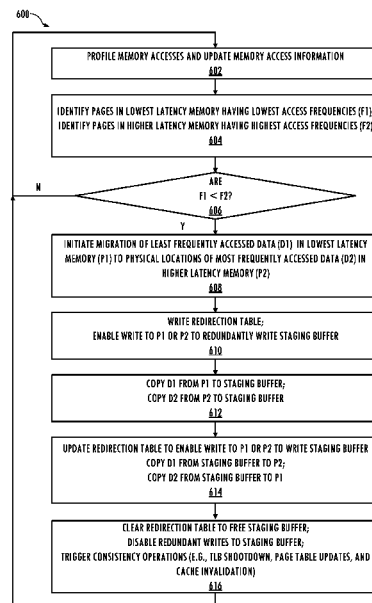 600
PROFILE MEMORY ACCESSES AND UPDATE MEMORY ACCESS INFORMATION
602
IDENTIFY PAGES IN LOWEST LATENCY MEMORY HAVING LOWEST ACCESS FREQUENCIES (F1)
IDENTIFY PAGES IN HIGHER LATENCY MEMORY HAVING HIGHEST ACCESS FREQUENCIES (F2)
604
ARE
F1 < F2?
606
N
Y
INITIATE MIGRATION OF LEAST FREQUENTLY ACCESSED DATA (D1) IN LOWEST LATENCY
MEMORY (P1) TO PHYSICAL LOCATIONS OF MOST FREQUENTLY ACCESSED DATA (D2) IN
HIGHER LATENCY MEMORY (P2)
608
WRITE REDIRECTION TABLE;
ENABLE WRITE TO P1 OR P2 TO REDUNDANTLY WRITE STAGING BUFFER
610
COPY D1 FROM P1 TO STAGING BUFFER;
COPY D2 FROM P2 TO STAGING BUFFER
612
UPDATE REDIRECTION TABLE TO ENABLE WRITE TO P1 OR P2 TO WRITE STAGING BUFFER
COPY D1 FROM STAGING BUFFER TO P2;
COPY D2 FROM STAGING BUFFER TO P1
614
CLEAR REDIRECTION TABLE TO FREE STAGING BUFFER;
DISABLE REDUNDANT WRITES TO STAGING BUFFER;
TRIGGER CONSISTENCY OPERATIONS (E.G., TLB SHOOTDOWN, PAGE TABLE UPDATES, AND
CACHE INVALIDATION)
616